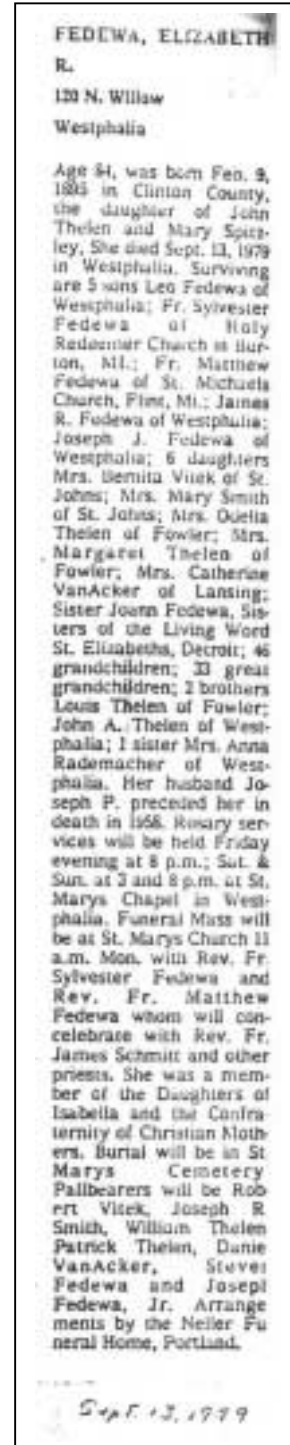 FEDEWA, ELIZABETH
R.
120 N. Willow
Westphalia
Age 84, was born Feb. 9,
1895 in Clinton County,
the daughter of John
Thelen and Mary Spitz-
ley, She died Sept. 13, 1979
in Westphalia. Surviving
are 5 sons Leo Fedewa of
Westphalia; Fr. Sylvester
Fedewa of Holy
Redeemer Church in Bur-
ton, MI.; Fr. Matthew
Fedewa of St. Michaels
Church, Flint, Mi.; James
R. Fedewa of Westphalia;
Joseph J. Fedewa of
Westphalia; 6 daughters
Mrs. Bernita Vitek of St.
Johns; Mrs. Mary Smith
of St. Johns; Mrs. Odelia
Thelen of Fowler; Mrs.
Margaret Thelen of
Fowler; Mrs. Catherine
VanAcker of Lansing;
Sister Joann Fedewa, Sis-
ters of the Living Word
St. Elizabeths, Detroit; 46
grandchildren; 33 great
grandchildren; 2 brothers
Louis Thelen of Fowler;
John A. Thelen of West-
phalia; 1 sister Mrs. Anna
Rademacher of West-
phalia. Her husband Jo-
seph P. preceded her in
death in 1958. Rosary ser-
vices will be held Friday
evening at 8 p.m.; Sat. &
Sun. at 3 and 8 p.m. at St.
Marys Chapel in West-
phalia. Funeral Mass will
be at St. Marys Church 11
a.m. Mon. with Rev. Fr.
Sylvester Fedewa and
Rev. Fr. Matthew
Fedewa whom will con-
celebrate with Rev. Fr.
James Schmitt and other
priests. She was a mem-
ber of the Daughters of
Isabella and the Confra-
ternity of Christian Moth-
ers. Burial will be in St
Marys Cemetery
Pallbearers will be Rob
ert Vitek, Joseph R
Smith, William Thelen
Patrick Thelen, Danie
VanAcker, Steve
Fedewa and Josepl
Fedewa, Jr. Arrange
ments by the Neller Fu
neral Home, Portland.
Sept. 13, 1979